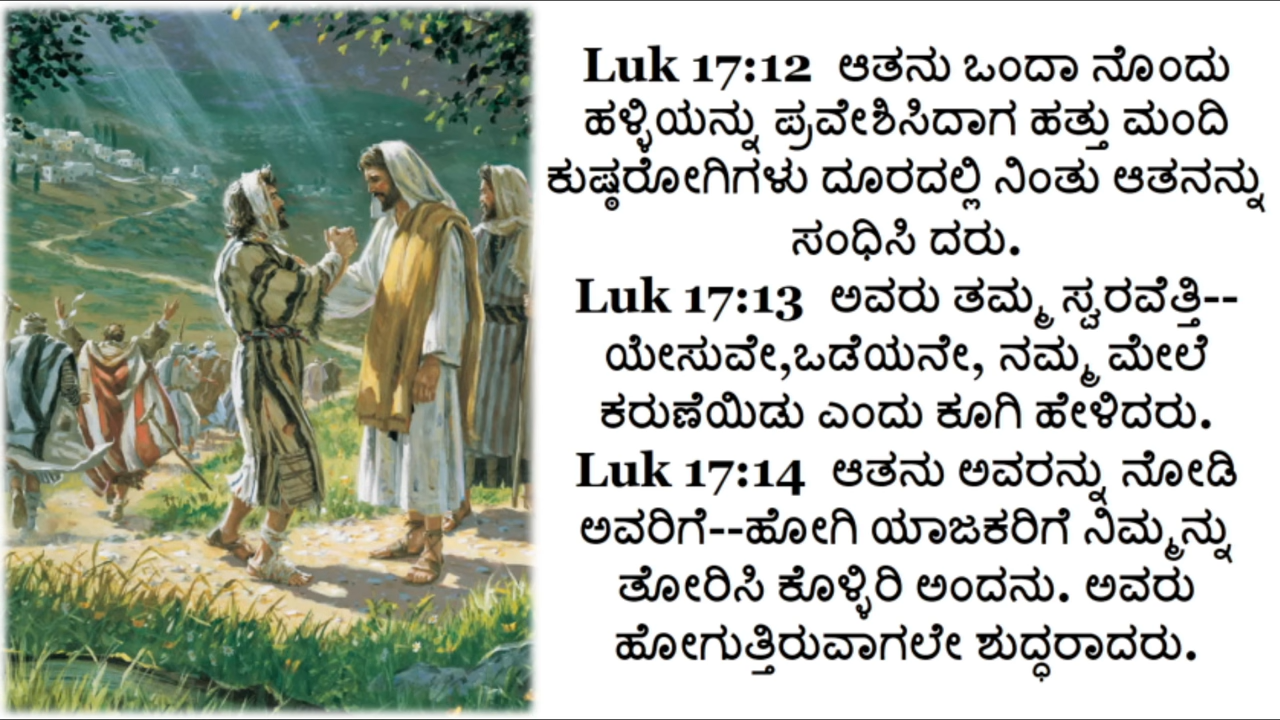 Luk 17:12 ಆತನು ಒಂದಾ ನೊಂದು
ಹಳ್ಳಿಯನ್ನು ಪ್ರವೇಶಿಸಿದಾಗ ಹತ್ತು ಮಂದಿ
ಕುಷ್ಠರೋಗಿಗಳು ದೂರದಲ್ಲಿ ನಿಂತು ಆತನನ್ನು
ಸಂಧಿಸಿ ದರು.
Luk 17:13 ಅವರು ತಮ್ಮ ಸ್ವರವೆತ್ತಿ--
ಯೇಸುವೇ,ಒಡೆಯನೇ, ನಮ್ಮ ಮೇಲೆ
ಕರುಣೆಯಿಡು ಎಂದು ಕೂಗಿ ಹೇಳಿದರು.
Luk 17:14 ಆತನು ಅವರನ್ನು ನೋಡಿ
ಅವರಿಗೆ--ಹೋಗಿ ಯಾಜಕರಿಗೆ ನಿಮ್ಮನ್ನು
ತೋರಿಸಿ ಕೊಳ್ಳಿರಿ ಅಂದನು. ಅವರು
ಹೋಗುತ್ತಿರುವಾಗಲೇ ಶುದ್ಧರಾದರು.